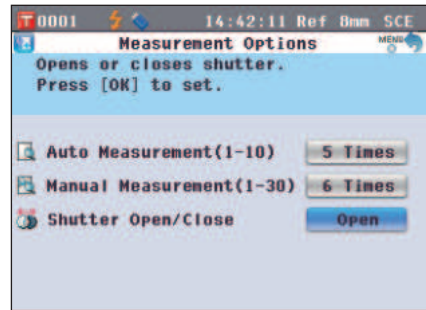 T 0001 14:42:11 Ref 8mm SCE
Measurement Options MENU
Opens or closes shutter.
Press [OK] to set.
Auto Measurement(1-10) 5 Times
Manual Measurement(1-30) 6 Times
Shutter Open/Close Open